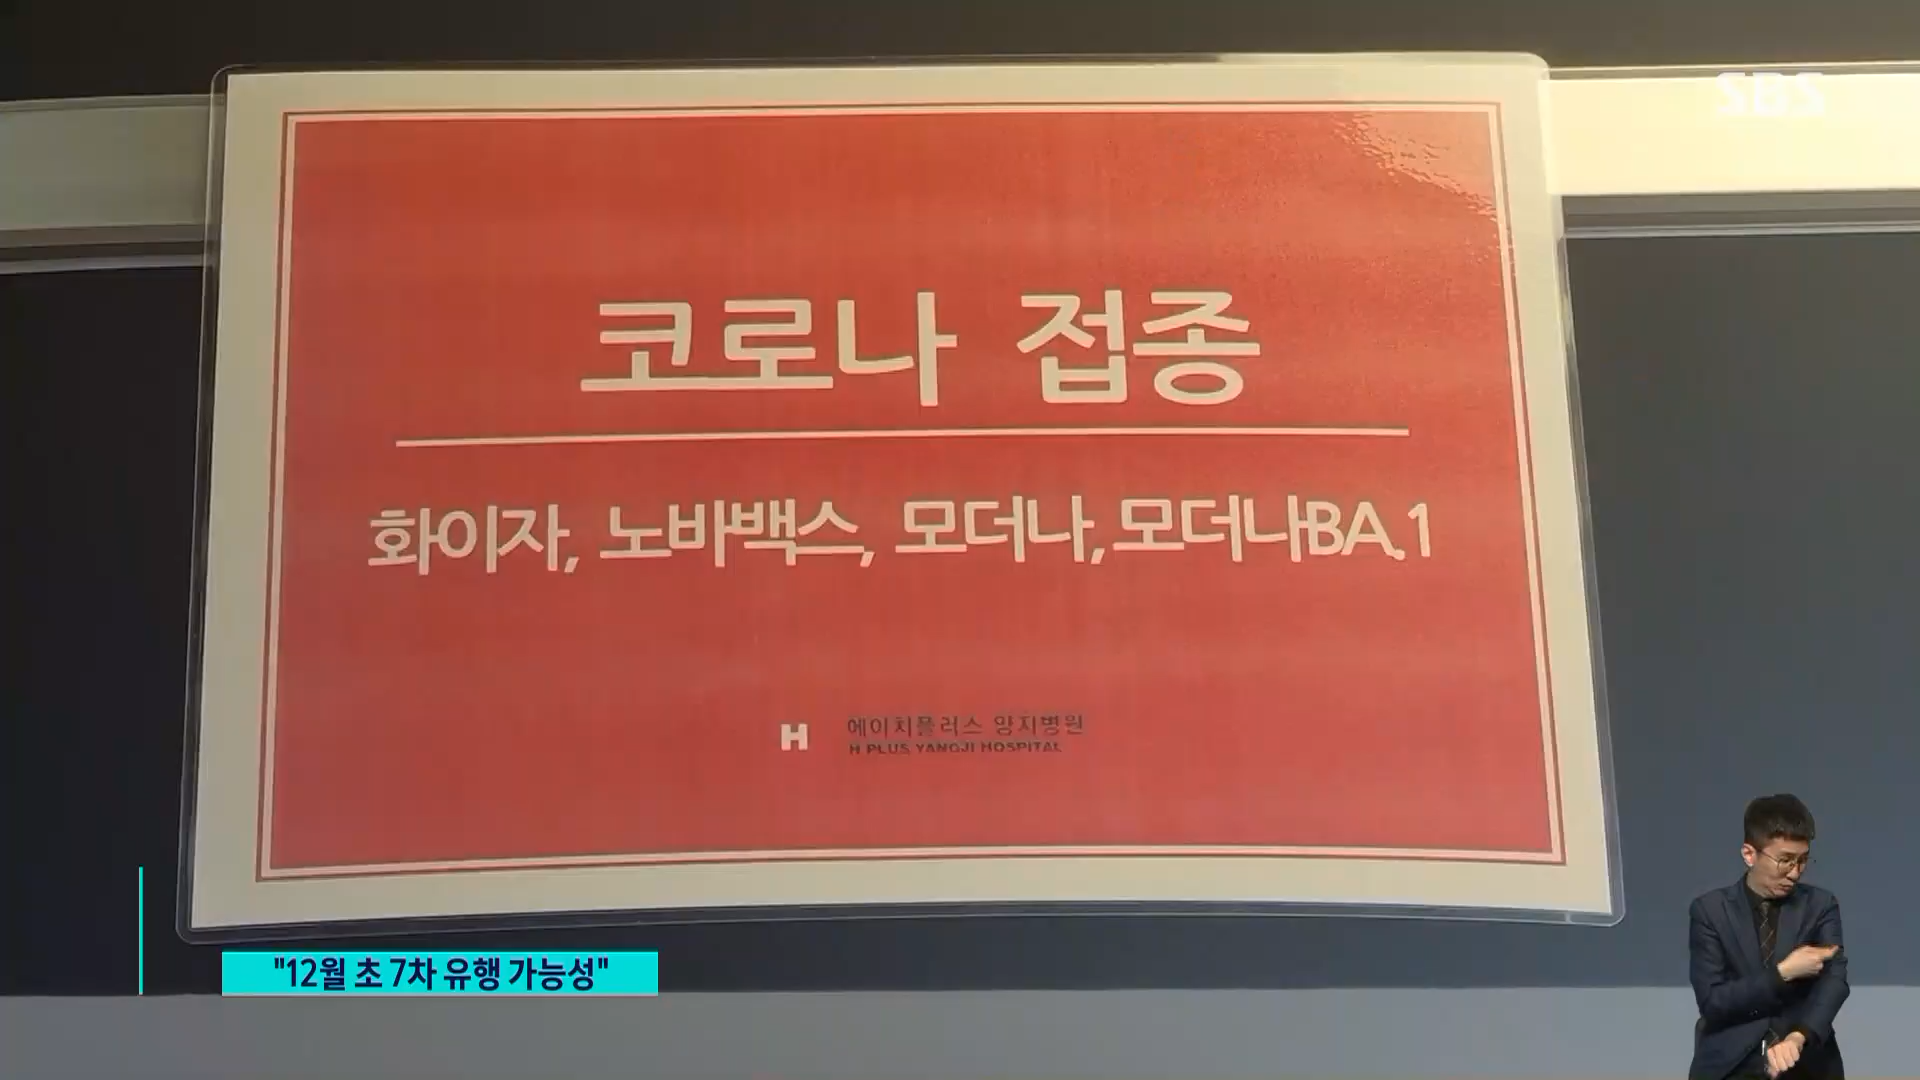 SBS
코로나 접종
화이자, 노바백스, 모더나,모더나BA.1
H
에이치플러스 양지병원
H PLUS YANGJI HOSPITAL
"12월 초 7차 유행 가능성"